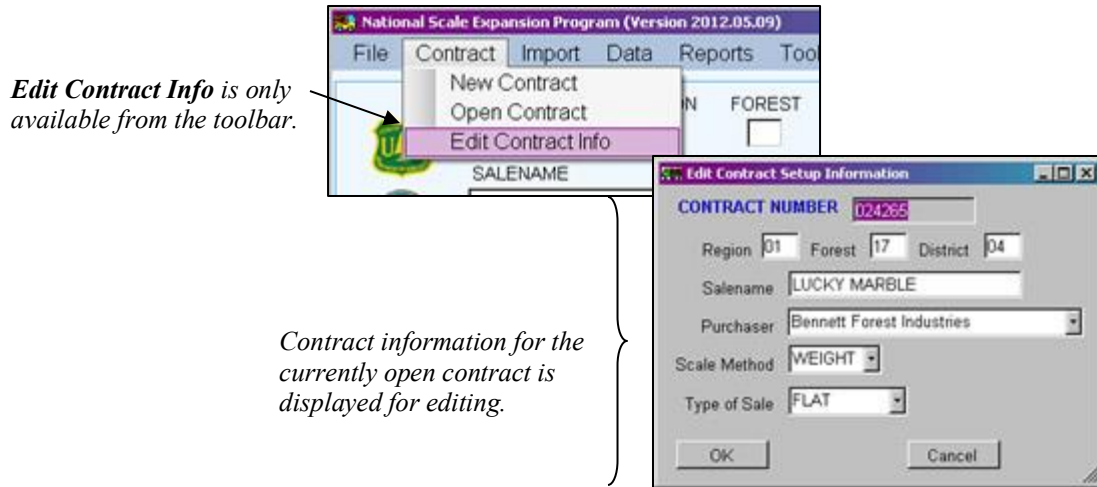 National Scale Expansion Program (Version 2012.05.09)
File Contract Import Data Reports Tool
New Contract
Open Contract
Edit Contract Info
N FOREST
SALENAME
Edit Contract Info is only
available from the toolbar.
Edit Contract Setup Information
CONTRACT NUMBER 024265
Region 01 Forest 17 District 04
Salename LUCKY MARBLE
Purchaser Bennett Forest Industries
Scale Method WEIGHT
Type of Sale FLAT
OK Cancel
Contract information for the
currently open contract is
displayed for editing.